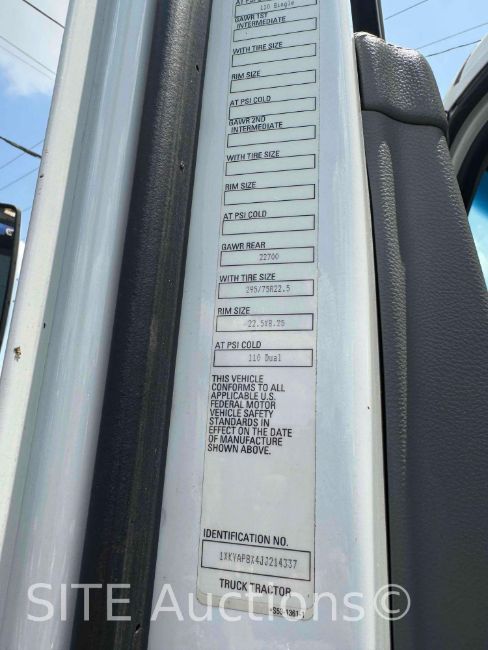 110 Single
GAWR 1ST
INTERMEDIATE
WITH TIRE SIZE
RIM SIZE
AT PSI COLD
GAWR 2ND
INTERMEDIATE
WITH TIRE SIZE
RIM SIZE
AT PSI COLD
GAWR REAR
22700
WITH TIRE SIZE
295/75R22.5
RIM SIZE
22.5X8.25
AT PSI COLD
110 Dual
THIS VEHICLE
CONFORMS TO ALL
APPLICABLE U.S.
FEDERAL MOTOR
VEHICLE SAFETY
STANDARDS IN
EFFECT ON THE DATE
OF MANUFACTURE
SHOWN ABOVE.
IDENTIFICATION NO.
1XKYAP8X4JJ214337
TRUCK TRACTOR
SITE Auctions©